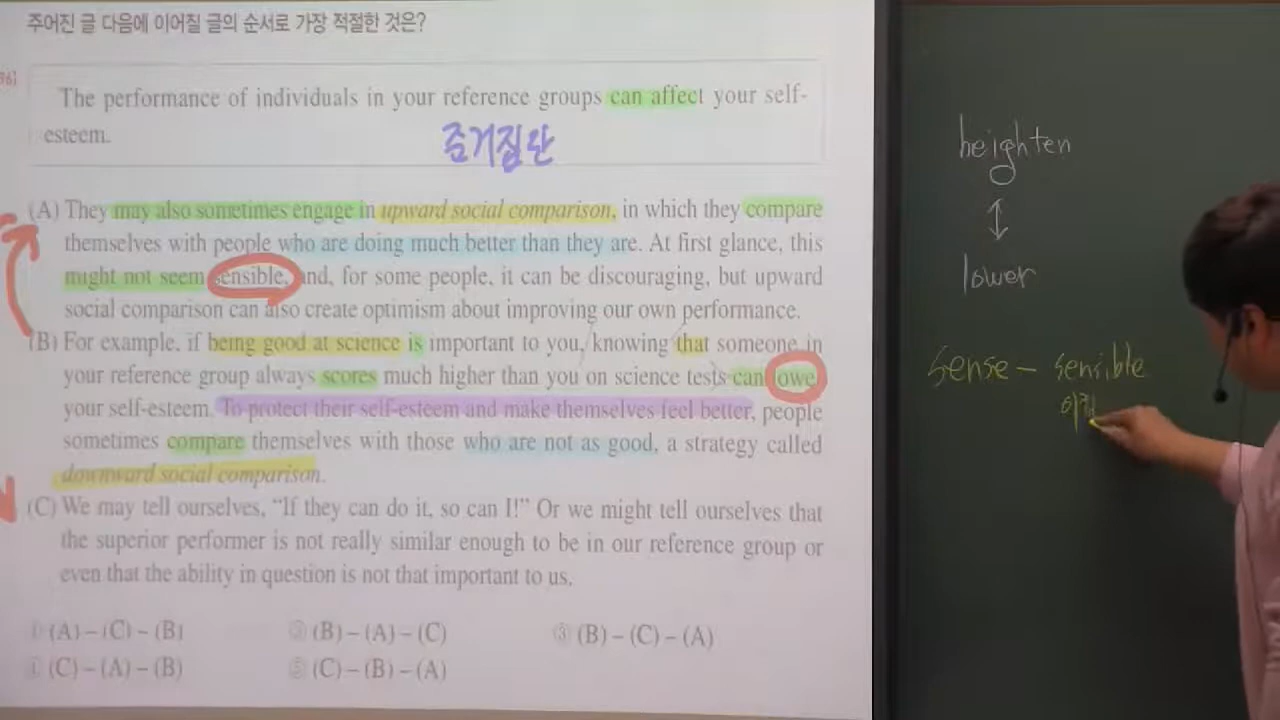 주어진 글 다음에 이어질 글의 순서로 가장 적절한 것은?
96]
The performance of individuals in your reference groups can affect your self-
esteem.
준거집단
(A) They may also sometimes engage in upward social comparison, in which they compare
themselves with people who are doing much better than they are. At first glance, this
might not seem sensible, and, for some people, it can be discouraging, but upward
social comparison can also create optimism about improving our own performance.
(B) For example, if being good at science is important to you, knowing that someone in
your reference group always scores much higher than you on science tests can lower
your self-esteem. To protect their self-esteem and make themselves feel better, people
sometimes compare themselves with those who are not as good, a strategy called
downward social comparison.
(C) We may tell ourselves, “If they can do it, so can I!” Or we might tell ourselves that
the superior performer is not really similar enough to be in our reference group or
even that the ability in question is not that important to us.
① (A) – (C) – (B) ② (B) – (A) – (C) ③ (B) – (C) – (A)
④ (C) – (A) – (B) ⑤ (C) – (B) – (A)
heighten
↕
lower
sense – sensible